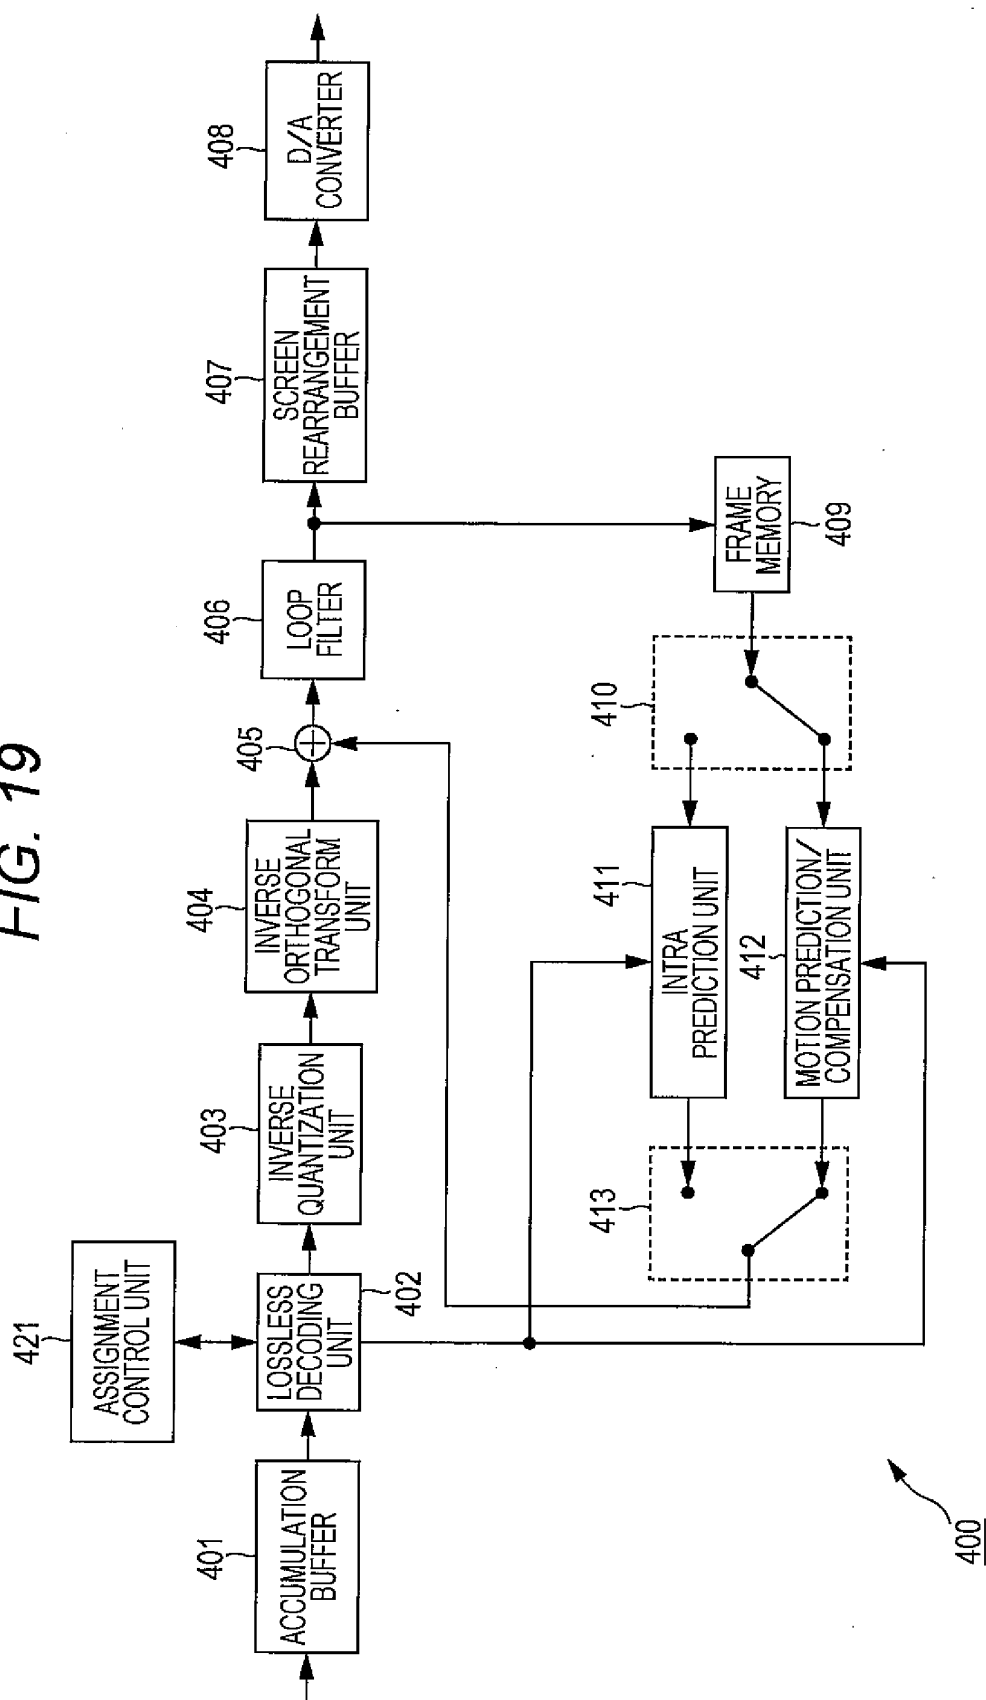 FIG. 19
421
ASSIGNMENT
CONTROL UNIT
401
ACCUMULATION
BUFFER
402
LOSSLESS
DECODING
UNIT
403
INVERSE
QUANTIZATION
UNIT
404
INVERSE
ORTHOGONAL
TRANSFORM
UNIT
405
406
LOOP
FILTER
407
SCREEN
REARRANGEMENT
BUFFER
408
D/A
CONVERTER
413
411
INTRA
PREDICTION UNIT
412
MOTION PREDICTION/
COMPENSATION UNIT
410
FRAME
MEMORY
409
400